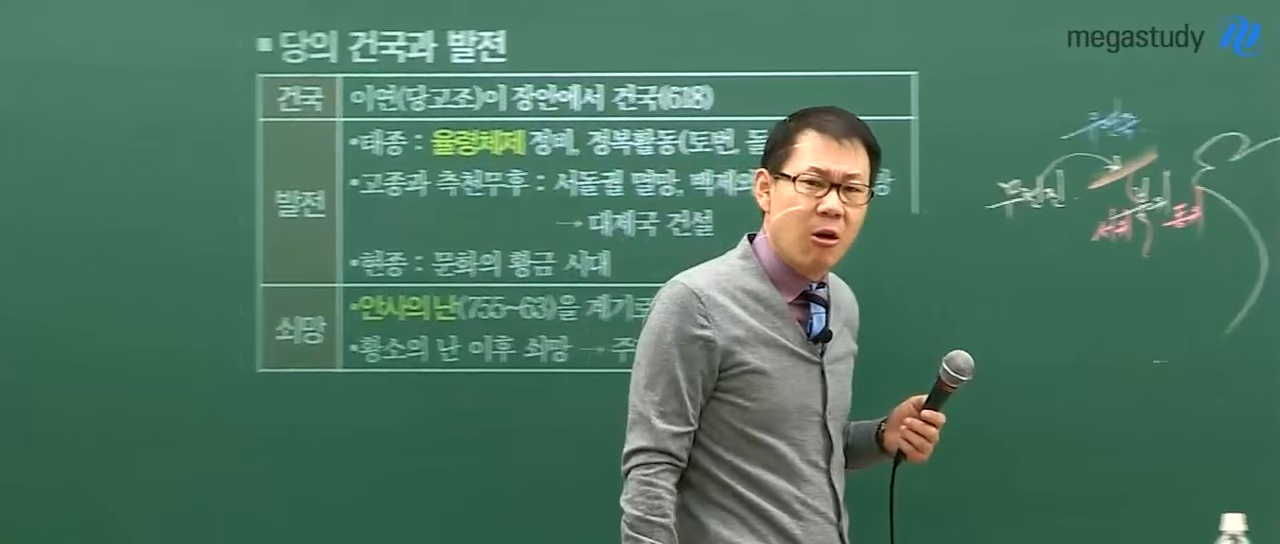 megastudy
▪ 당의 건국과 발전
건국
이연(당고조)이 장안에서 건국(618)
발전
•태종 : 율령체제 정비, 정복활동(토번, 돌
•고종과 측천무후 : 서돌궐 멸망, 백제와
→ 대제국 건설
•현종 : 문화의 황금 시대
쇠망
•안사의 난(755~63)을 계기로
•황소의 난 이후 쇠망 → 주